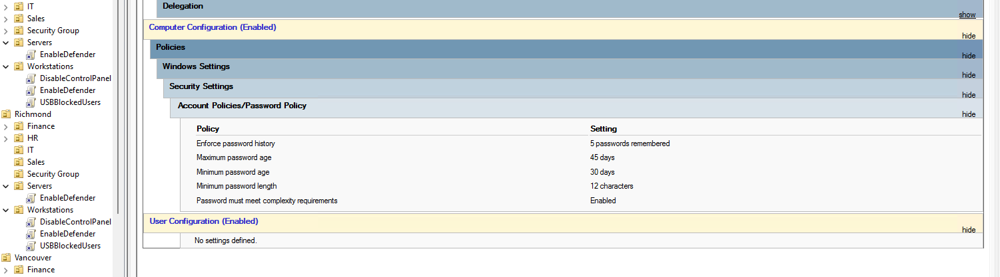 IT
Sales
Security Group
Servers
EnableDefender
Workstations
DisableControlPanel
EnableDefender
USBBlockedUsers
Richmond
Finance
HR
IT
Sales
Security Group
Servers
EnableDefender
Workstations
DisableControlPanel
EnableDefender
USBBlockedUsers
Vancouver
Finance
Delegation show
Computer Configuration (Enabled) hide
Policies hide
Windows Settings hide
Security Settings hide
Account Policies/Password Policy hide
Policy Setting
Enforce password history 5 passwords remembered
Maximum password age 45 days
Minimum password age 30 days
Minimum password length 12 characters
Password must meet complexity requirements Enabled
User Configuration (Enabled) hide
No settings defined.